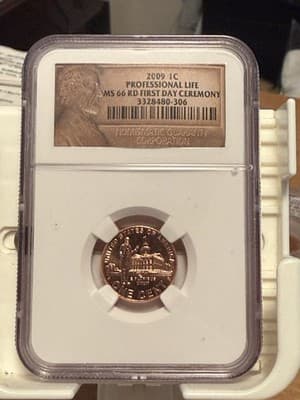 2009 1C
PROFESSIONAL LIFE
MS 66 RD FIRST DAY CEREMONY
3328480-306
NUMISMATIC GUARANTY
CORPORATION
UNITED STATES OF AMERICA
ONE CENT